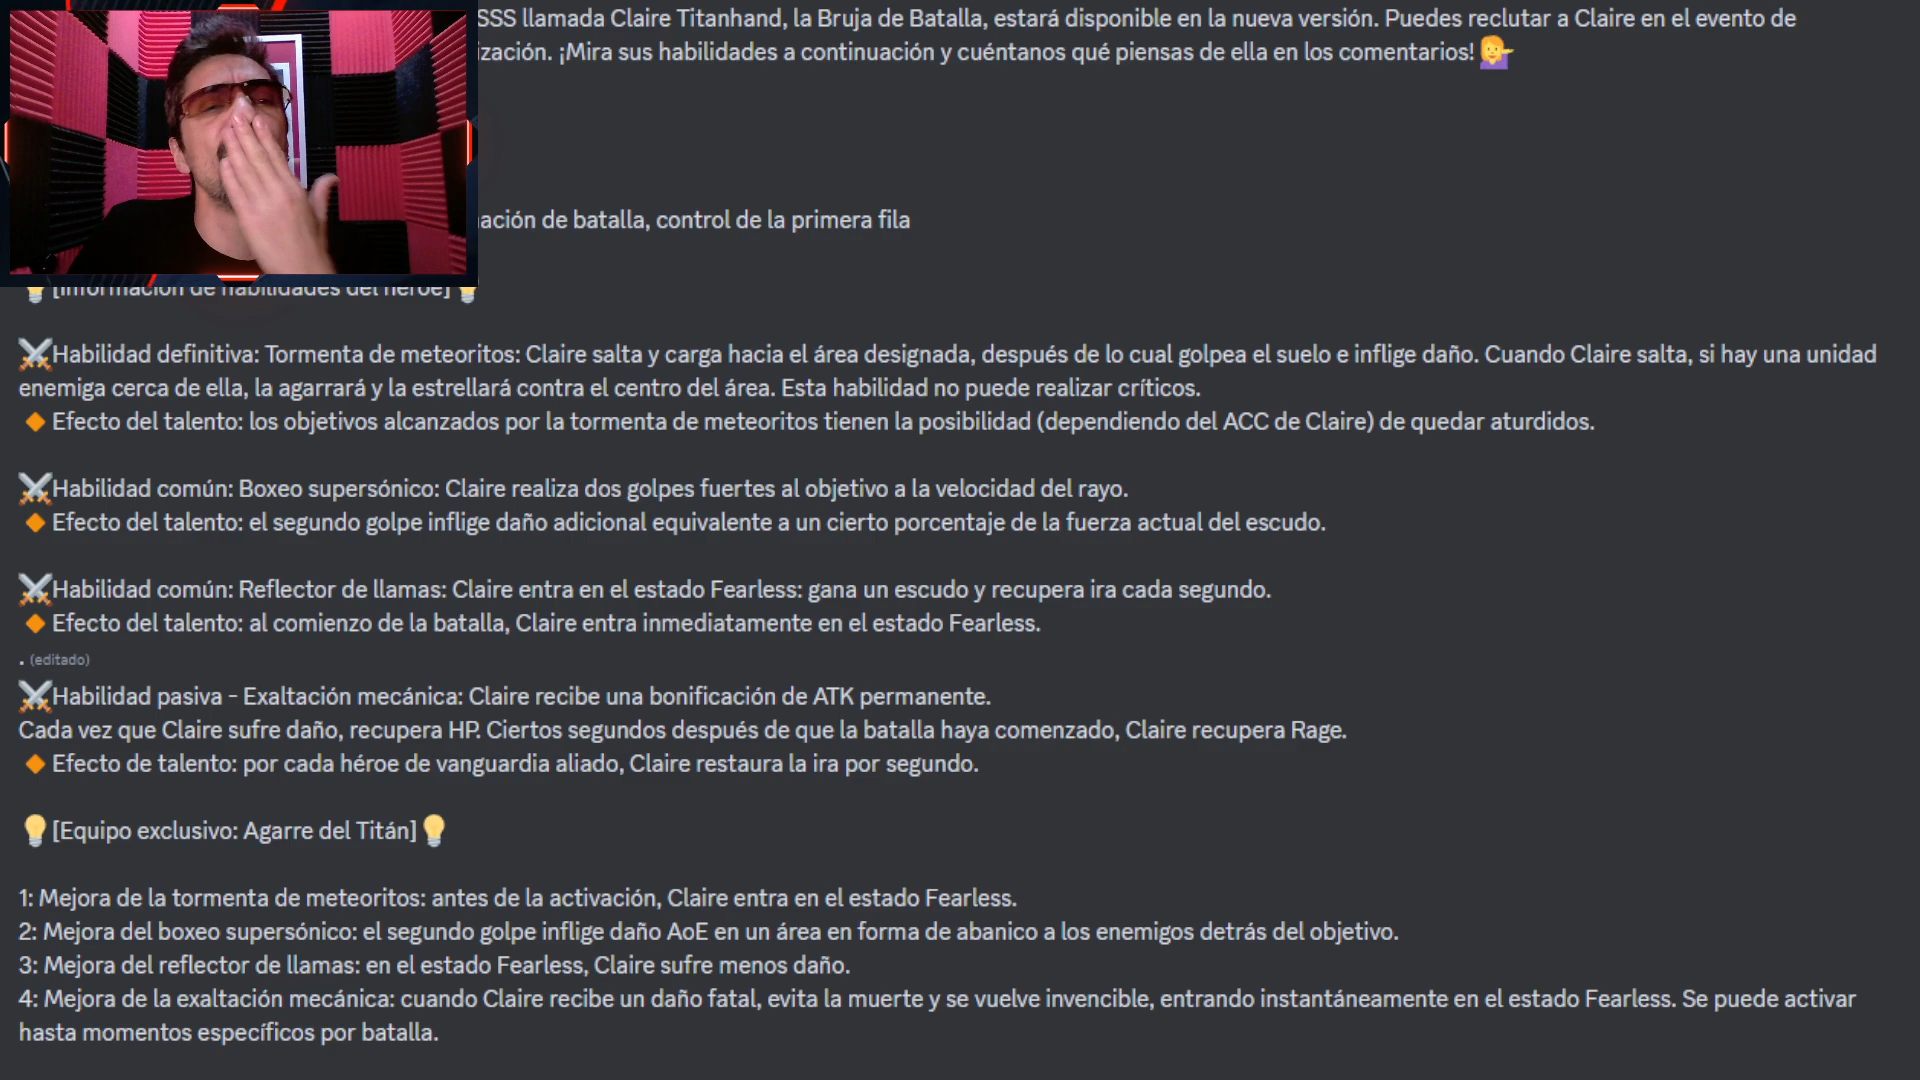 SSS llamada Claire Titanhand, la Bruja de Batalla, estará disponible en la nueva versión. Puedes reclutar a Claire en el evento de
ización. ¡Mira sus habilidades a continuación y cuéntanos qué piensas de ella en los comentarios!
ación de batalla, control de la primera fila
[Información de habilidades del héroe]
Habilidad definitiva: Tormenta de meteoritos: Claire salta y carga hacia el área designada, después de lo cual golpea el suelo e inflige daño. Cuando Claire salta, si hay una unidad
enemiga cerca de ella, la agarrará y la estrellará contra el centro del área. Esta habilidad no puede realizar críticos.
Efecto del talento: los objetivos alcanzados por la tormenta de meteoritos tienen la posibilidad (dependiendo del ACC de Claire) de quedar aturdidos.
Habilidad común: Boxeo supersónico: Claire realiza dos golpes fuertes al objetivo a la velocidad del rayo.
Efecto del talento: el segundo golpe inflige daño adicional equivalente a un cierto porcentaje de la fuerza actual del escudo.
Habilidad común: Reflector de llamas: Claire entra en el estado Fearless: gana un escudo y recupera ira cada segundo.
Efecto del talento: al comienzo de la batalla, Claire entra inmediatamente en el estado Fearless.
. (editado)
Habilidad pasiva - Exaltación mecánica: Claire recibe una bonificación de ATK permanente.
Cada vez que Claire sufre daño, recupera HP. Ciertos segundos después de que la batalla haya comenzado, Claire recupera Rage.
Efecto de talento: por cada héroe de vanguardia aliado, Claire restaura la ira por segundo.
[Equipo exclusivo: Agarre del Titán]
1: Mejora de la tormenta de meteoritos: antes de la activación, Claire entra en el estado Fearless.
2: Mejora del boxeo supersónico: el segundo golpe inflige daño AoE en un área en forma de abanico a los enemigos detrás del objetivo.
3: Mejora del reflector de llamas: en el estado Fearless, Claire sufre menos daño.
4: Mejora de la exaltación mecánica: cuando Claire recibe un daño fatal, evita la muerte y se vuelve invencible, entrando instantáneamente en el estado Fearless. Se puede activar
hasta momentos específicos por batalla.